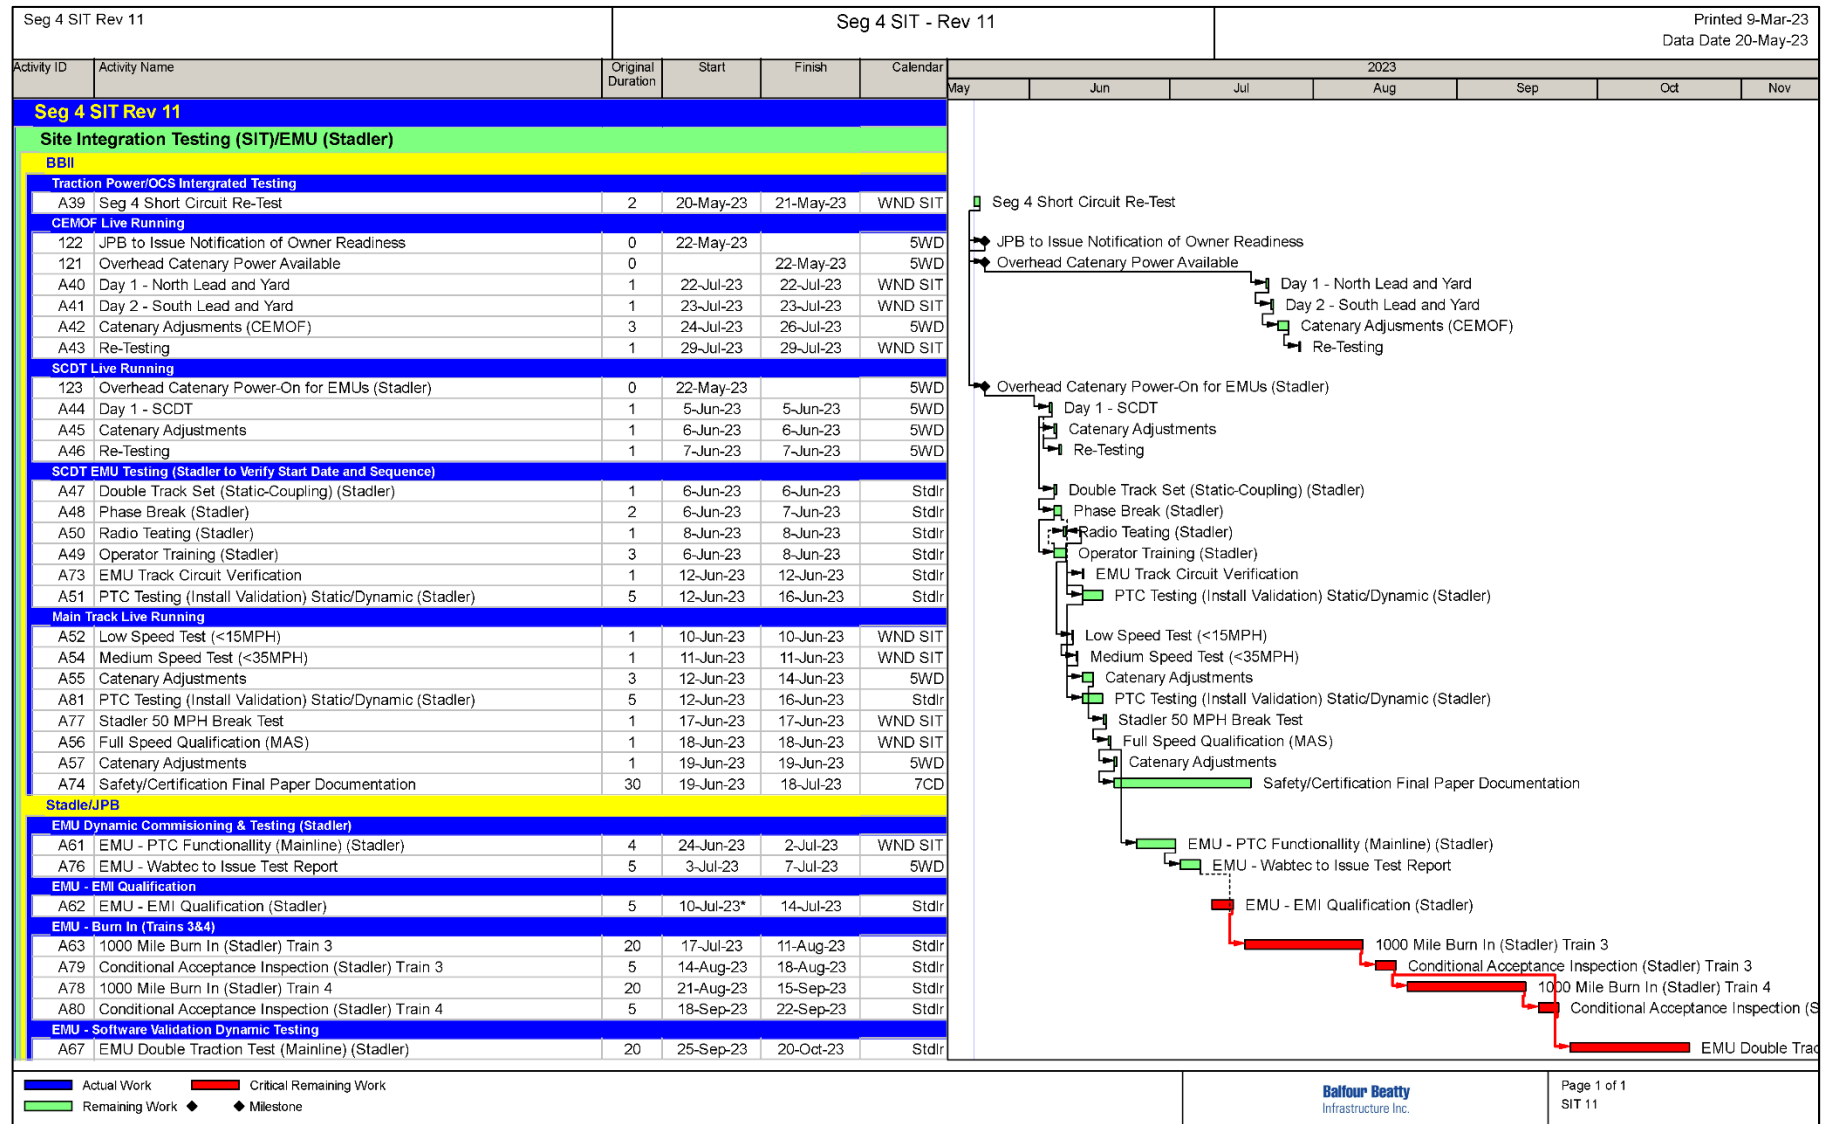 Seg 4 SIT Rev 11
Seg 4 SIT - Rev 11
Printed 9-Mar-23
Data Date 20-May-23
Activity ID Activity Name Original Duration Start Finish Calendar 2023
May Jun Jul Aug Sep Oct Nov
Seg 4 SIT Rev 11
Site Integration Testing (SIT)/EMU (Stadler)
BBII
Traction Power/OCS Intergrated Testing
A39 Seg 4 Short Circuit Re-Test 2 20-May-23 21-May-23 WND SIT Seg 4 Short Circuit Re-Test
CEMOF Live Running
122 JPB to Issue Notification of Owner Readiness 0 22-May-23 5WD JPB to Issue Notification of Owner Readiness
121 Overhead Catenary Power Available 0 22-May-23 5WD Overhead Catenary Power Available
A40 Day 1 - North Lead and Yard 1 22-Jul-23 22-Jul-23 WND SIT Day 1 - North Lead and Yard
A41 Day 2 - South Lead and Yard 1 23-Jul-23 23-Jul-23 WND SIT Day 2 - South Lead and Yard
A42 Catenary Adjusments (CEMOF) 3 24-Jul-23 26-Jul-23 5WD Catenary Adjusments (CEMOF)
A43 Re-Testing 1 29-Jul-23 29-Jul-23 WND SIT Re-Testing
SCDT Live Running
123 Overhead Catenary Power-On for EMUs (Stadler) 0 22-May-23 5WD Overhead Catenary Power-On for EMUs (Stadler)
A44 Day 1 - SCDT 1 5-Jun-23 5-Jun-23 5WD Day 1 - SCDT
A45 Catenary Adjustments 1 6-Jun-23 6-Jun-23 5WD Catenary Adjustments
A46 Re-Testing 1 7-Jun-23 7-Jun-23 5WD Re-Testing
SCDT EMU Testing (Stadler to Verify Start Date and Sequence)
A47 Double Track Set (Static-Coupling) (Stadler) 1 6-Jun-23 6-Jun-23 Stdlr Double Track Set (Static-Coupling) (Stadler)
A48 Phase Break (Stadler) 2 6-Jun-23 7-Jun-23 Stdlr Phase Break (Stadler)
A50 Radio Teating (Stadler) 1 8-Jun-23 8-Jun-23 Stdlr Radio Teating (Stadler)
A49 Operator Training (Stadler) 3 6-Jun-23 8-Jun-23 Stdlr Operator Training (Stadler)
A73 EMU Track Circuit Verification 1 12-Jun-23 12-Jun-23 Stdlr EMU Track Circuit Verification
A51 PTC Testing (Install Validation) Static/Dynamic (Stadler) 5 12-Jun-23 16-Jun-23 Stdlr PTC Testing (Install Validation) Static/Dynamic (Stadler)
Main Track Live Running
A52 Low Speed Test (<15MPH) 1 10-Jun-23 10-Jun-23 WND SIT Low Speed Test (<15MPH)
A54 Medium Speed Test (<35MPH) 1 11-Jun-23 11-Jun-23 WND SIT Medium Speed Test (<35MPH)
A55 Catenary Adjustments 3 12-Jun-23 14-Jun-23 5WD Catenary Adjustments
A81 PTC Testing (Install Validation) Static/Dynamic (Stadler) 5 12-Jun-23 16-Jun-23 Stdlr PTC Testing (Install Validation) Static/Dynamic (Stadler)
A77 Stadler 50 MPH Break Test 1 17-Jun-23 17-Jun-23 WND SIT Stadler 50 MPH Break Test
A56 Full Speed Qualification (MAS) 1 18-Jun-23 18-Jun-23 WND SIT Full Speed Qualification (MAS)
A57 Catenary Adjustments 1 19-Jun-23 19-Jun-23 5WD Catenary Adjustments
A74 Safety/Certification Final Paper Documentation 30 19-Jun-23 18-Jul-23 7CD Safety/Certification Final Paper Documentation
Stadle/JPB
EMU Dynamic Commisioning & Testing (Stadler)
A61 EMU - PTC Functionallity (Mainline) (Stadler) 4 24-Jun-23 2-Jul-23 WND SIT EMU - PTC Functionallity (Mainline) (Stadler)
A76 EMU - Wabtec to Issue Test Report 5 3-Jul-23 7-Jul-23 5WD EMU - Wabtec to Issue Test Report
EMU - EMI Qualification
A62 EMU - EMI Qualification (Stadler) 5 10-Jul-23* 14-Jul-23 Stdlr EMU - EMI Qualification (Stadler)
EMU - Burn In (Trains 3&4)
A63 1000 Mile Burn In (Stadler) Train 3 20 17-Jul-23 11-Aug-23 Stdlr 1000 Mile Burn In (Stadler) Train 3
A79 Conditional Acceptance Inspection (Stadler) Train 3 5 14-Aug-23 18-Aug-23 Stdlr Conditional Acceptance Inspection (Stadler) Train 3
A78 1000 Mile Burn In (Stadler) Train 4 20 21-Aug-23 15-Sep-23 Stdlr 1000 Mile Burn In (Stadler) Train 4
A80 Conditional Acceptance Inspection (Stadler) Train 4 5 18-Sep-23 22-Sep-23 Stdlr Conditional Acceptance Inspection (S
EMU - Software Validation Dynamic Testing
A67 EMU Double Traction Test (Mainline) (Stadler) 20 25-Sep-23 20-Oct-23 Stdlr EMU Double Trac
Actual Work Critical Remaining Work
Remaining Work Milestone
Balfour Beatty
Infrastructure Inc.
Page 1 of 1
SIT 11